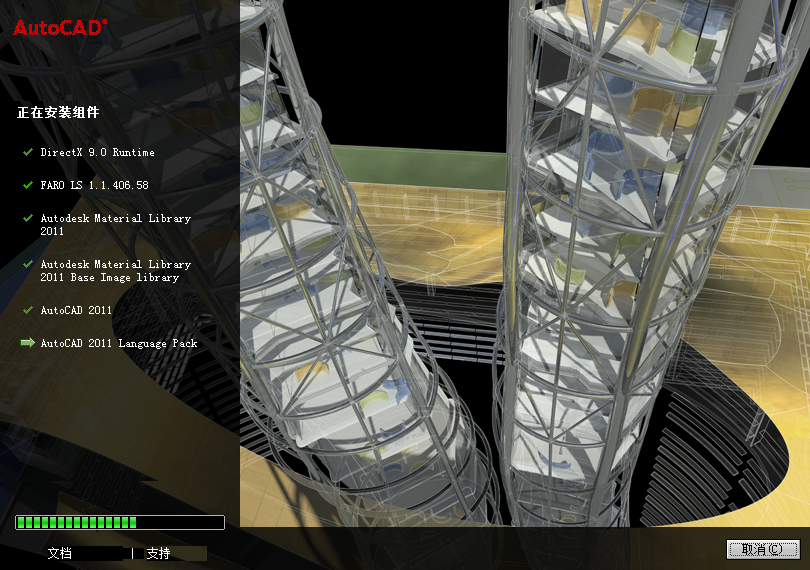 AutoCAD®
正在安装组件
DirectX 9.0 Runtime
FARO LS 1.1.406.58
Autodesk Material Library
2011
Autodesk Material Library
2011 Base Image library
AutoCAD 2011
AutoCAD 2011 Language Pack
文档 | 支持
取消(C)